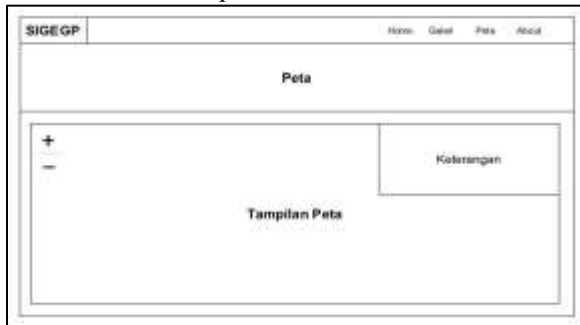 SIGEGP Home Galeri Peta About
Peta
+
−
Keterangan
Tampilan Peta